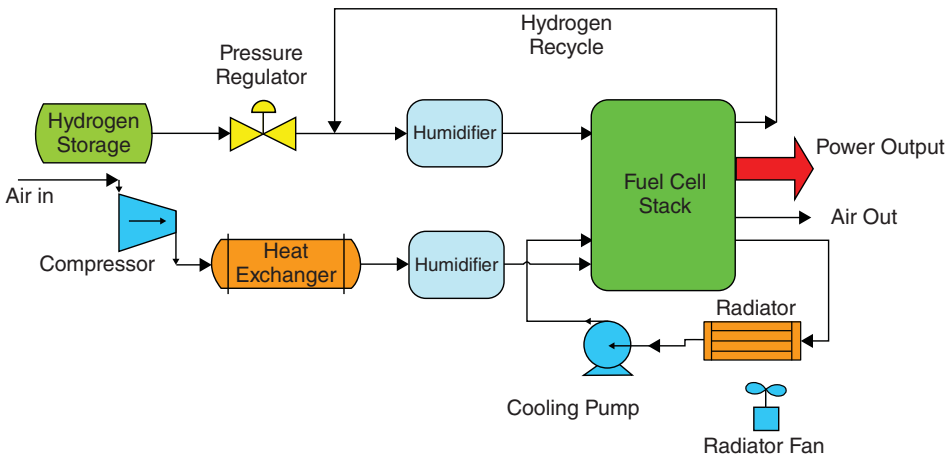 Hydrogen
Recycle
Pressure
Regulator
Hydrogen
Storage
Humidifier
Fuel Cell
Stack
Power Output
Air in
Air Out
Compressor
Heat
Exchanger
Humidifier
Radiator
Cooling Pump
Radiator Fan